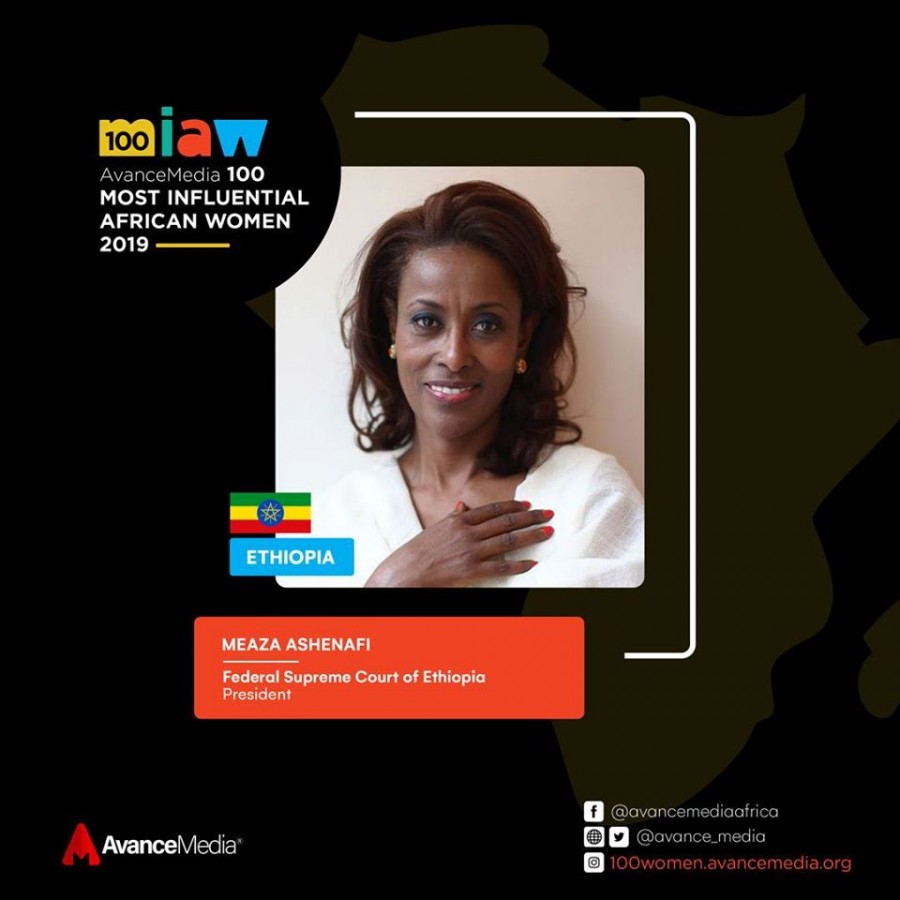 100 miaw
AvanceMedia 100
MOST INFLUENTIAL
AFRICAN WOMEN
2019
ETHIOPIA
MEAZA ASHENAFI
Federal Supreme Court of Ethiopia
President
AvanceMedia®
@avancemediaafrica
@avance_media
100women.avancemedia.org